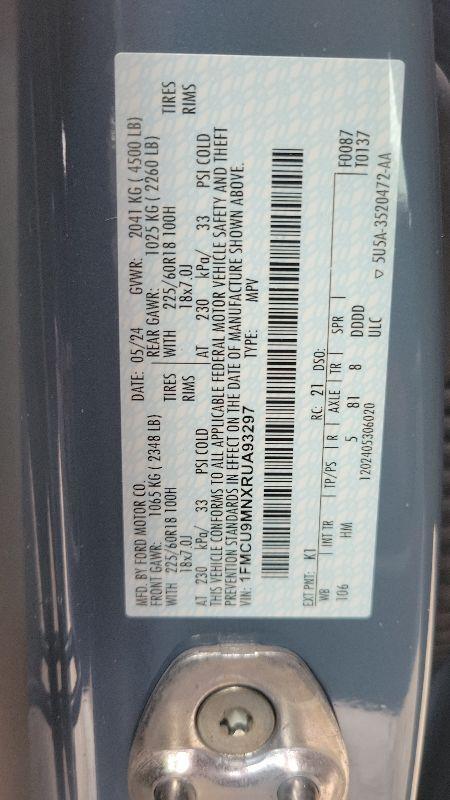 MFD. BY FORD MOTOR CO. DATE: 05/24 GVWR: 2041 KG ( 4500 LB)
FRONT GAWR: 1065 KG ( 2348 LB) REAR GAWR: 1025 KG ( 2260 LB)
WITH 225/60R18 100H TIRES WITH 225/60R18 100H TIRES
18x7.0J RIMS 18x7.0J RIMS
AT 230 kPa/ 33 PSI COLD AT 230 kPa/ 33 PSI COLD
THIS VEHICLE CONFORMS TO ALL APPLICABLE FEDERAL MOTOR VEHICLE SAFETY AND THEFT
PREVENTION STANDARDS IN EFFECT ON THE DATE OF MANUFACTURE SHOWN ABOVE.
VIN: 1FMCU9MNXRUA93297 TYPE: MPV
F0087
T0137
EXT PNT: K1 RC: 21 DSO:
WB INT TR TP/PS R AXLE TR SPR
106 HM 5 81 8 DDDD
ULC
1202405306020
▽ 5U5A-3520472-AA